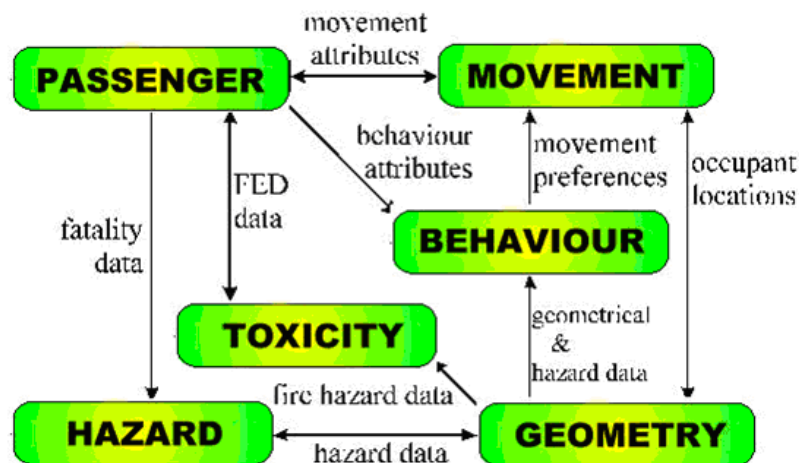 movement
attributes
PASSENGER
MOVEMENT
behaviour
attributes
movement
preferences
occupant
locations
FED
data
fatality
data
BEHAVIOUR
TOXICITY
geometrical
&
hazard data
fire hazard data
HAZARD
GEOMETRY
hazard data